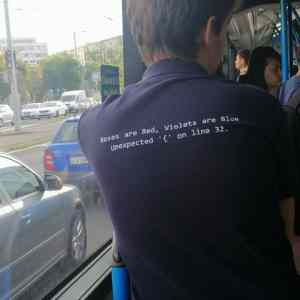 Roses are Red, Violets are Blue
Unexpected '{' on line 32.